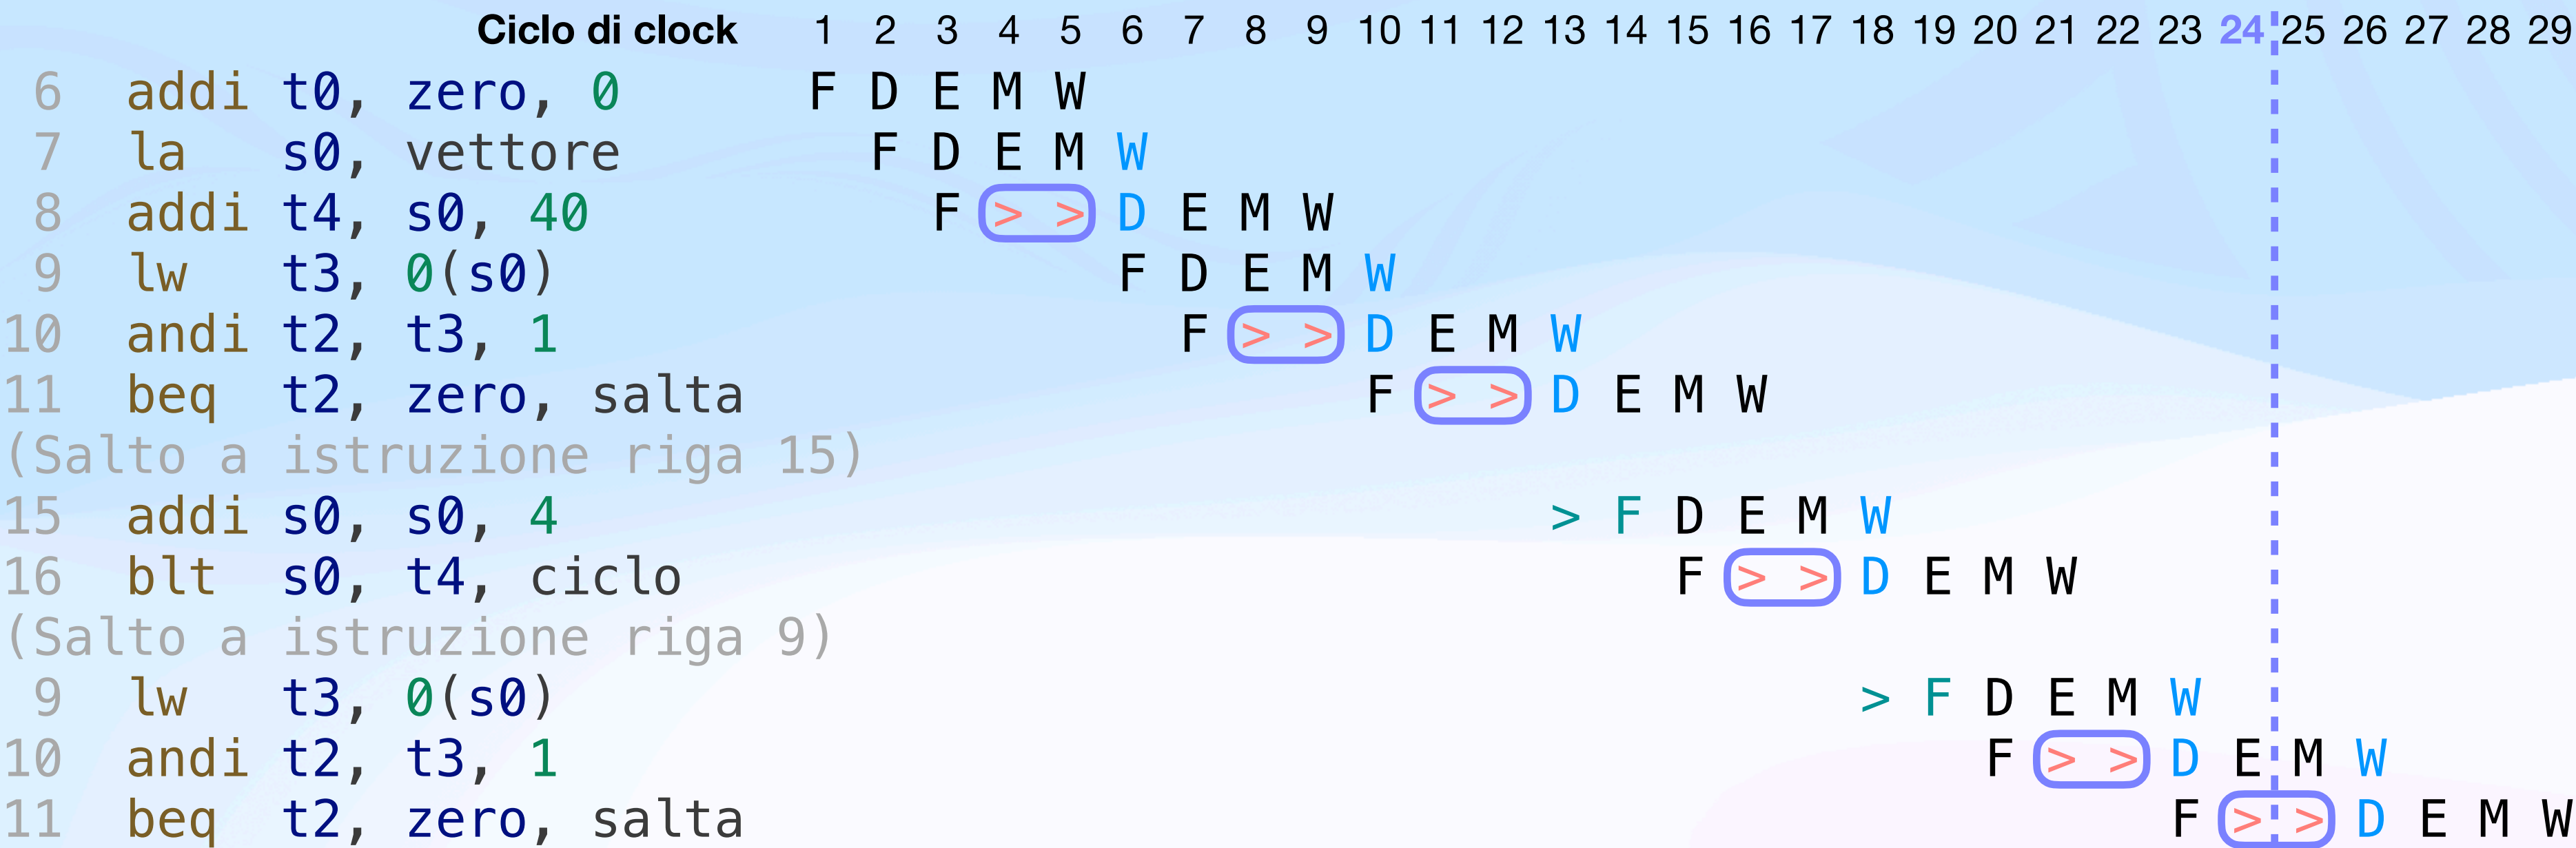 Ciclo di clock 1 2 3 4 5 6 7 8 9 10 11 12 13 14 15 16 17 18 19 20 21 22 23 24 25 26 27 28 29
6 addi t0, zero, 0 F D E M W
7 la s0, vettore F D E M W
8 addi t4, s0, 40 F > > D E M W
9 lw t3, 0(s0) F D E M W
10 andi t2, t3, 1 F > > D E M W
11 beq t2, zero, salta F > > D E M W
(Salto a istruzione riga 15)
15 addi s0, s0, 4 > F D E M W
16 blt s0, t4, ciclo F > > D E M W
(Salto a istruzione riga 9)
9 lw t3, 0(s0) > F D E M W
10 andi t2, t3, 1 F > > D E M W
11 beq t2, zero, salta F > > D E M W